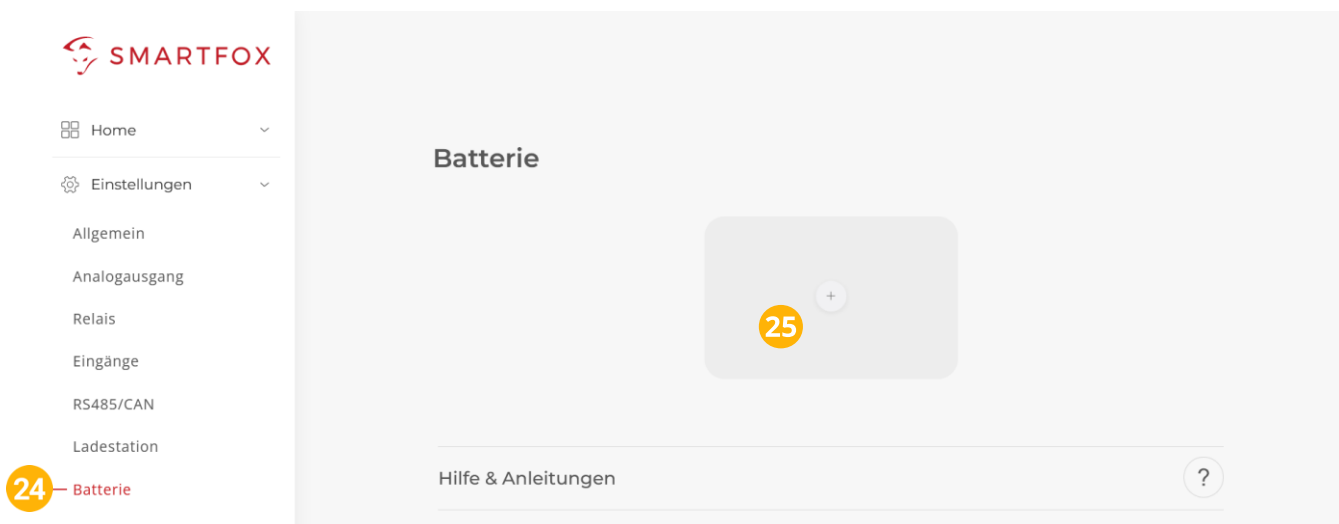 SMARTFOX
Home
Einstellungen
Allgemein
Analogausgang
Relais
Eingänge
RS485/CAN
Ladestation
24
Batterie
Batterie
+
25
Hilfe & Anleitungen
?